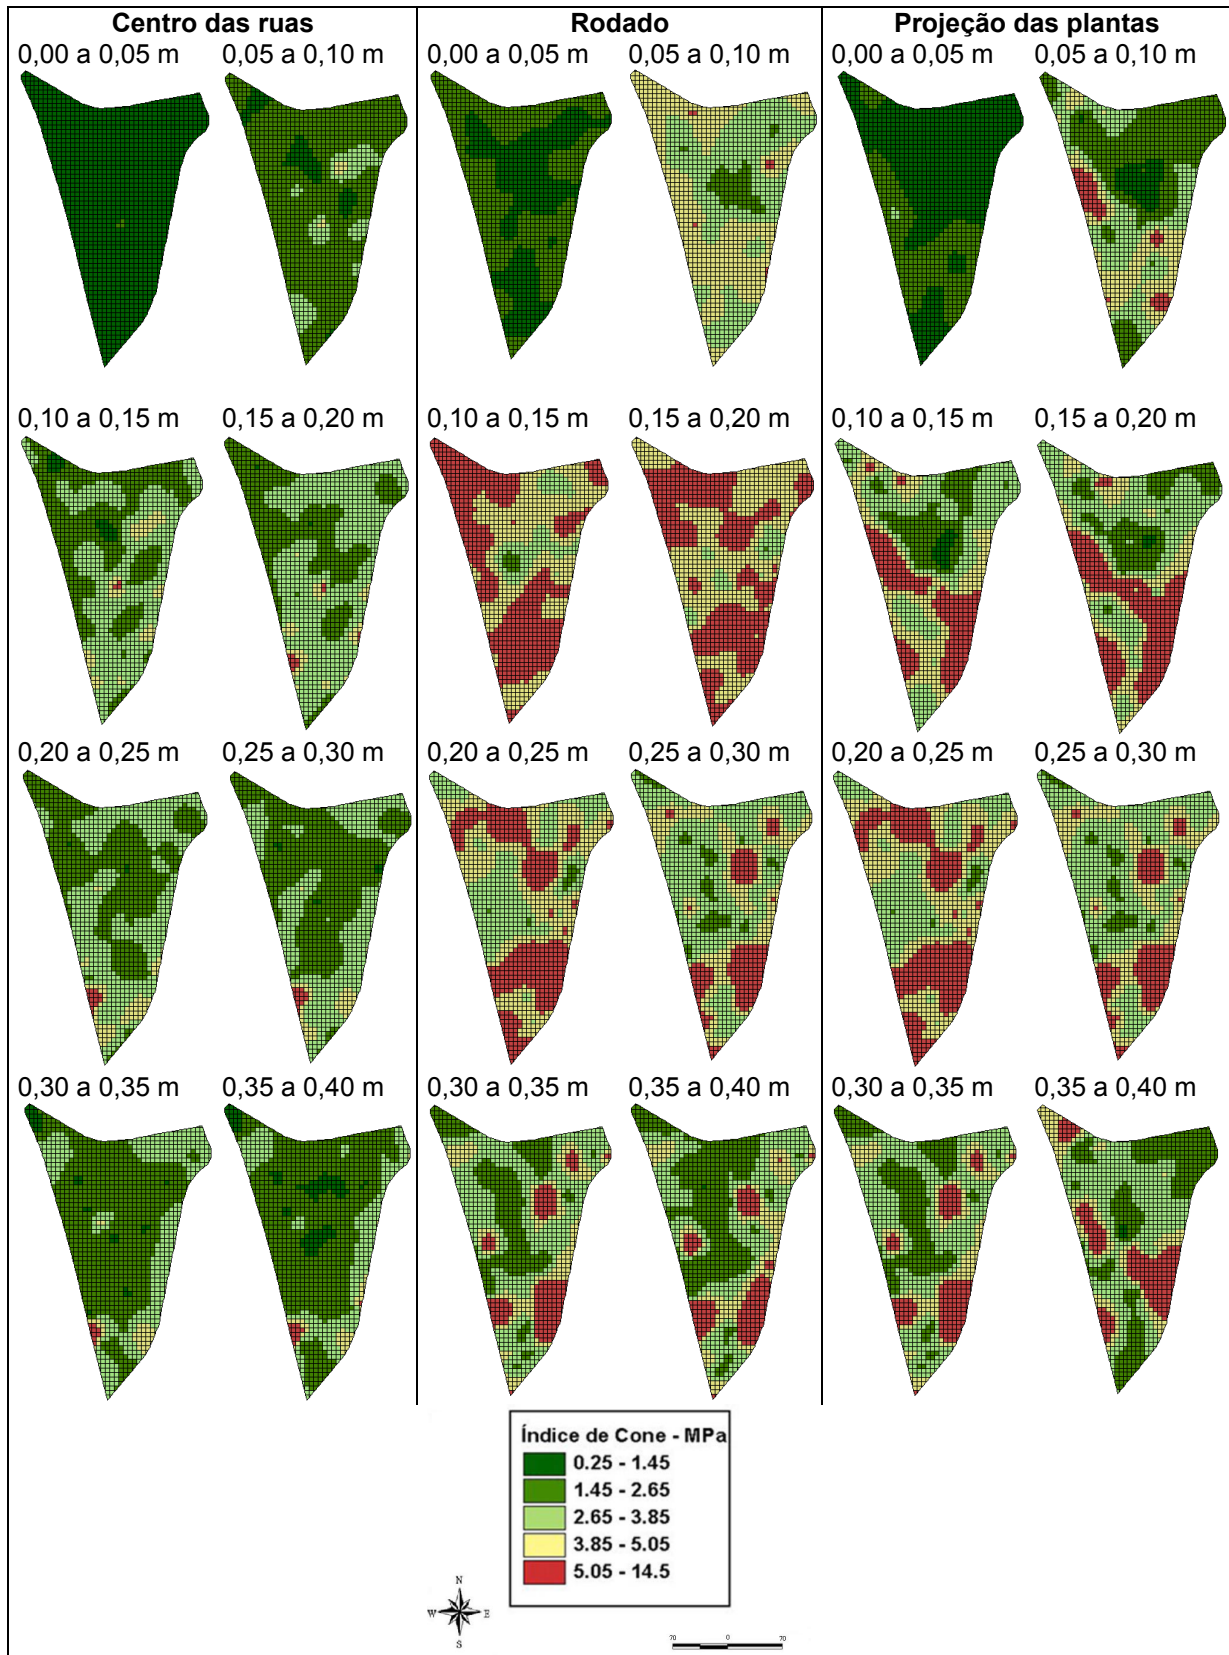 Centro das ruas Rodado Projeção das plantas
0,00 a 0,05 m 0,05 a 0,10 m 0,00 a 0,05 m 0,05 a 0,10 m 0,00 a 0,05 m 0,05 a 0,10 m
0,10 a 0,15 m 0,15 a 0,20 m 0,10 a 0,15 m 0,15 a 0,20 m 0,10 a 0,15 m 0,15 a 0,20 m
0,20 a 0,25 m 0,25 a 0,30 m 0,20 a 0,25 m 0,25 a 0,30 m 0,20 a 0,25 m 0,25 a 0,30 m
0,30 a 0,35 m 0,35 a 0,40 m 0,30 a 0,35 m 0,35 a 0,40 m 0,30 a 0,35 m 0,35 a 0,40 m
Índice de Cone - MPa
0.25 - 1.45
1.45 - 2.65
2.65 - 3.85
3.85 - 5.05
5.05 - 14.5
N
W E
S
70 0 70